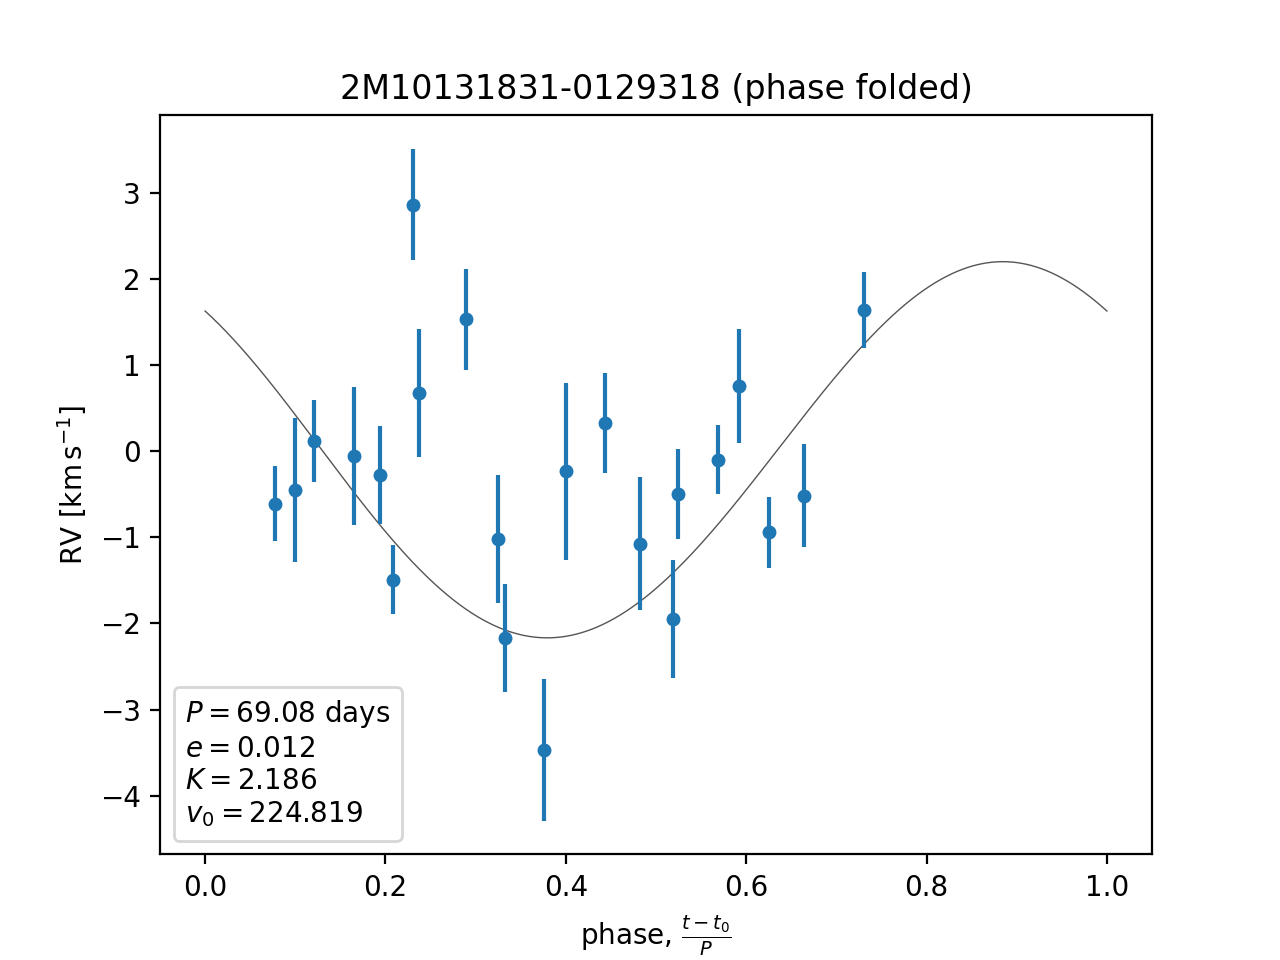 2M10131831-0129318 (phase folded)
3
2
1
0
−1
−2
−3
−4
RV [km s⁻¹]
P = 69.08 days
e = 0.012
K = 2.186
v₀ = 224.819
0.0 0.2 0.4 0.6 0.8 1.0
phase, (t − t₀)/P